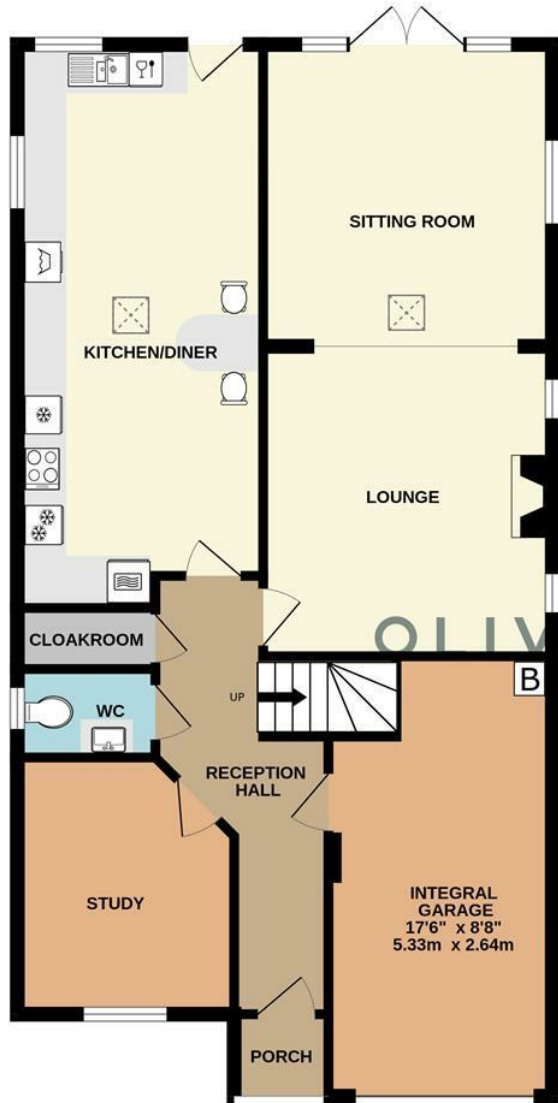 SITTING ROOM
KITCHEN/DINER
LOUNGE
OLIV
CLOAKROOM
B
WC
UP
RECEPTION
HALL
STUDY
INTEGRAL
GARAGE
17'6" x 8'8"
5.33m x 2.64m
PORCH